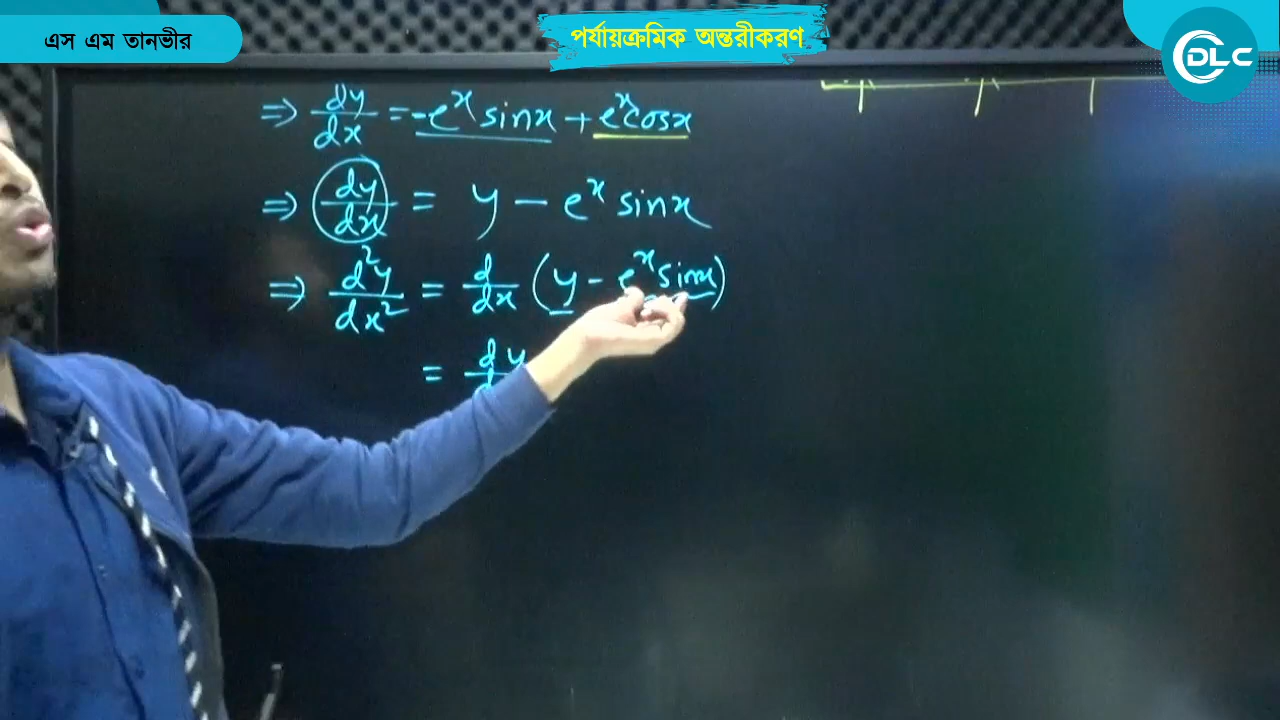 এস এম তানভীর
পর্যায়ক্রমিক অন্তরীকরণ
DLC
⇒ dy/dx = -e^x sinx + e^x cosx
⇒ dy/dx = y - e^x sinx
⇒ d²y/dx² = d/dx (y - e^x sinx)
= dy